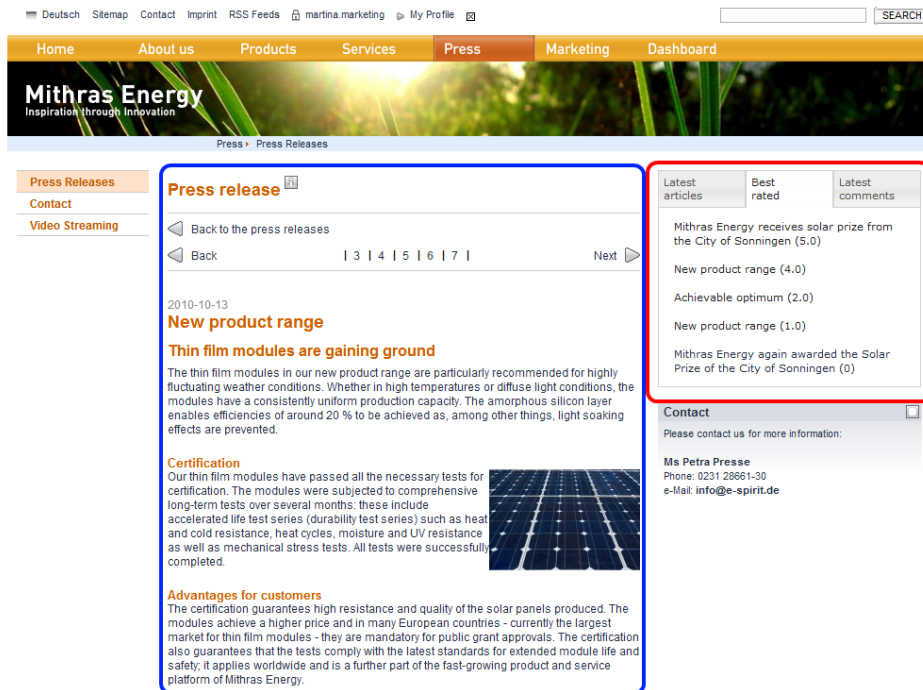 Deutsch Sitemap Contact Imprint RSS Feeds martina.marketing My Profile SEARCH
Home About us Products Services Press Marketing Dashboard
Mithras Energy
Inspiration through Innovation
Press Press Releases
Press Releases
Contact
Video Streaming
Press release
Back to the press releases
Back | 3 | 4 | 5 | 6 | 7 | Next
2010-10-13
New product range
Thin film modules are gaining ground
The thin film modules in our new product range are particularly recommended for highly
fluctuating weather conditions. Whether in high temperatures or diffuse light conditions, the
modules have a consistently uniform production capacity. The amorphous silicon layer
enables efficiencies of around 20 % to be achieved as, among other things, light soaking
effects are prevented.
Certification
Our thin film modules have passed all the necessary tests for
certification. The modules were subjected to comprehensive
long-term tests over several months: these include
accelerated life test series (durability test series) such as heat
and cold resistance, heat cycles, moisture and UV resistance
as well as mechanical stress tests. All tests were successfully
completed.
Advantages for customers
The certification guarantees high resistance and quality of the solar panels produced. The
modules achieve a higher price and in many European countries - currently the largest
market for thin film modules - they are mandatory for public grant approvals. The certification
also guarantees that the tests comply with the latest standards for extended module life and
safety; it applies worldwide and is a further part of the fast-growing product and service
platform of Mithras Energy.
Latest articles
Best rated
Latest comments
Mithras Energy receives solar prize from
the City of Sonningen (5.0)
New product range (4.0)
Achievable optimum (2.0)
New product range (1.0)
Mithras Energy again awarded the Solar
Prize of the City of Sonningen (0)
Contact
Please contact us for more information:
Ms Petra Presse
Phone: 0231 28661-30
e-Mail: info@e-spirit.de